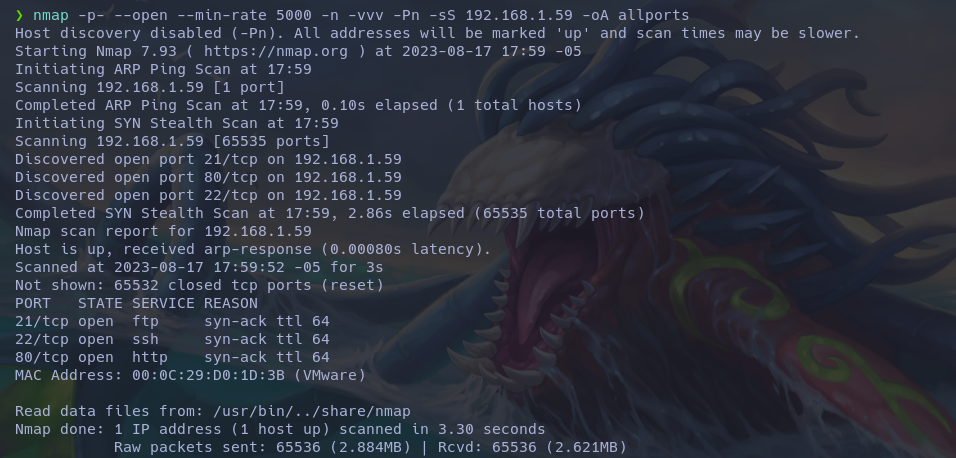 ❯ nmap -p- --open --min-rate 5000 -n -vvv -Pn -sS 192.168.1.59 -oA allports
Host discovery disabled (-Pn). All addresses will be marked 'up' and scan times may be slower.
Starting Nmap 7.93 ( https://nmap.org ) at 2023-08-17 17:59 -05
Initiating ARP Ping Scan at 17:59
Scanning 192.168.1.59 [1 port]
Completed ARP Ping Scan at 17:59, 0.10s elapsed (1 total hosts)
Initiating SYN Stealth Scan at 17:59
Scanning 192.168.1.59 [65535 ports]
Discovered open port 21/tcp on 192.168.1.59
Discovered open port 80/tcp on 192.168.1.59
Discovered open port 22/tcp on 192.168.1.59
Completed SYN Stealth Scan at 17:59, 2.86s elapsed (65535 total ports)
Nmap scan report for 192.168.1.59
Host is up, received arp-response (0.00080s latency).
Scanned at 2023-08-17 17:59:52 -05 for 3s
Not shown: 65532 closed tcp ports (reset)
PORT   STATE SERVICE REASON
21/tcp open  ftp     syn-ack ttl 64
22/tcp open  ssh     syn-ack ttl 64
80/tcp open  http    syn-ack ttl 64
MAC Address: 00:0C:29:D0:1D:3B (VMware)
Read data files from: /usr/bin/../share/nmap
Nmap done: 1 IP address (1 host up) scanned in 3.30 seconds
Raw packets sent: 65536 (2.884MB) | Rcvd: 65536 (2.621MB)